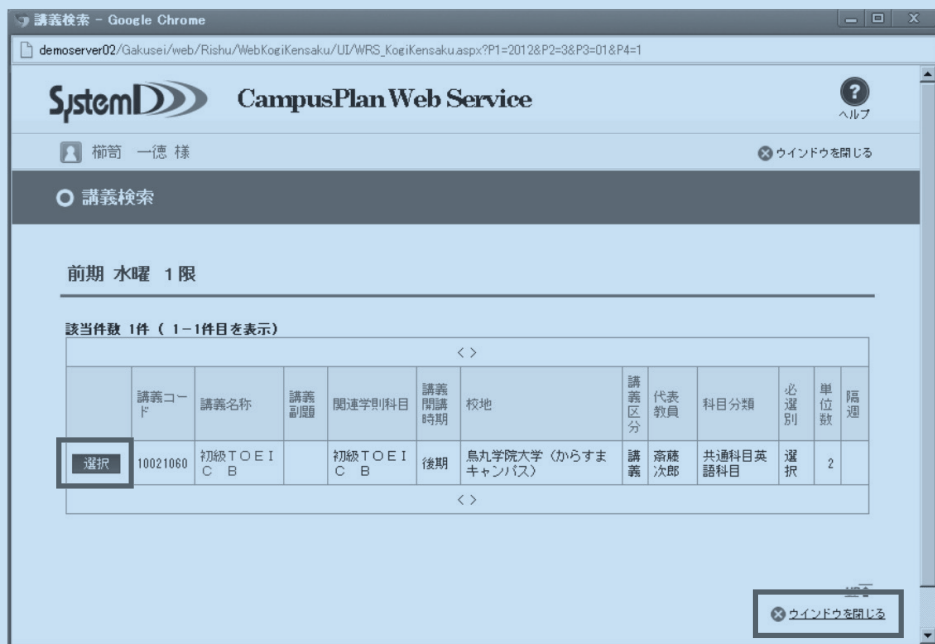 講義検索 - Google Chrome
demoserver02/Gakusei/web/Rishu/WebKogiKensaku/UI/WRS_KogiKensaku.aspx?P1=2012&P2=3&P3=01&P4=1
SystemD CampusPlan Web Service
?
ヘルプ
櫛笥 一徳 様
ウインドウを閉じる
講義検索
前期 水曜 1限
該当件数 1件 ( 1-1件目を表示)
< >
講義コード 講義名称 講義副題 関連学則科目 講義開講時期 校地 講義区分 代表教員 科目分類 必選別 単位数 隔週
選択 10021060 初級TOEIC B 初級TOEIC B 後期 烏丸学院大学 (からすまキャンパス) 講義 斎藤次郎 共通科目英語科目 選択 2
< >
ウインドウを閉じる